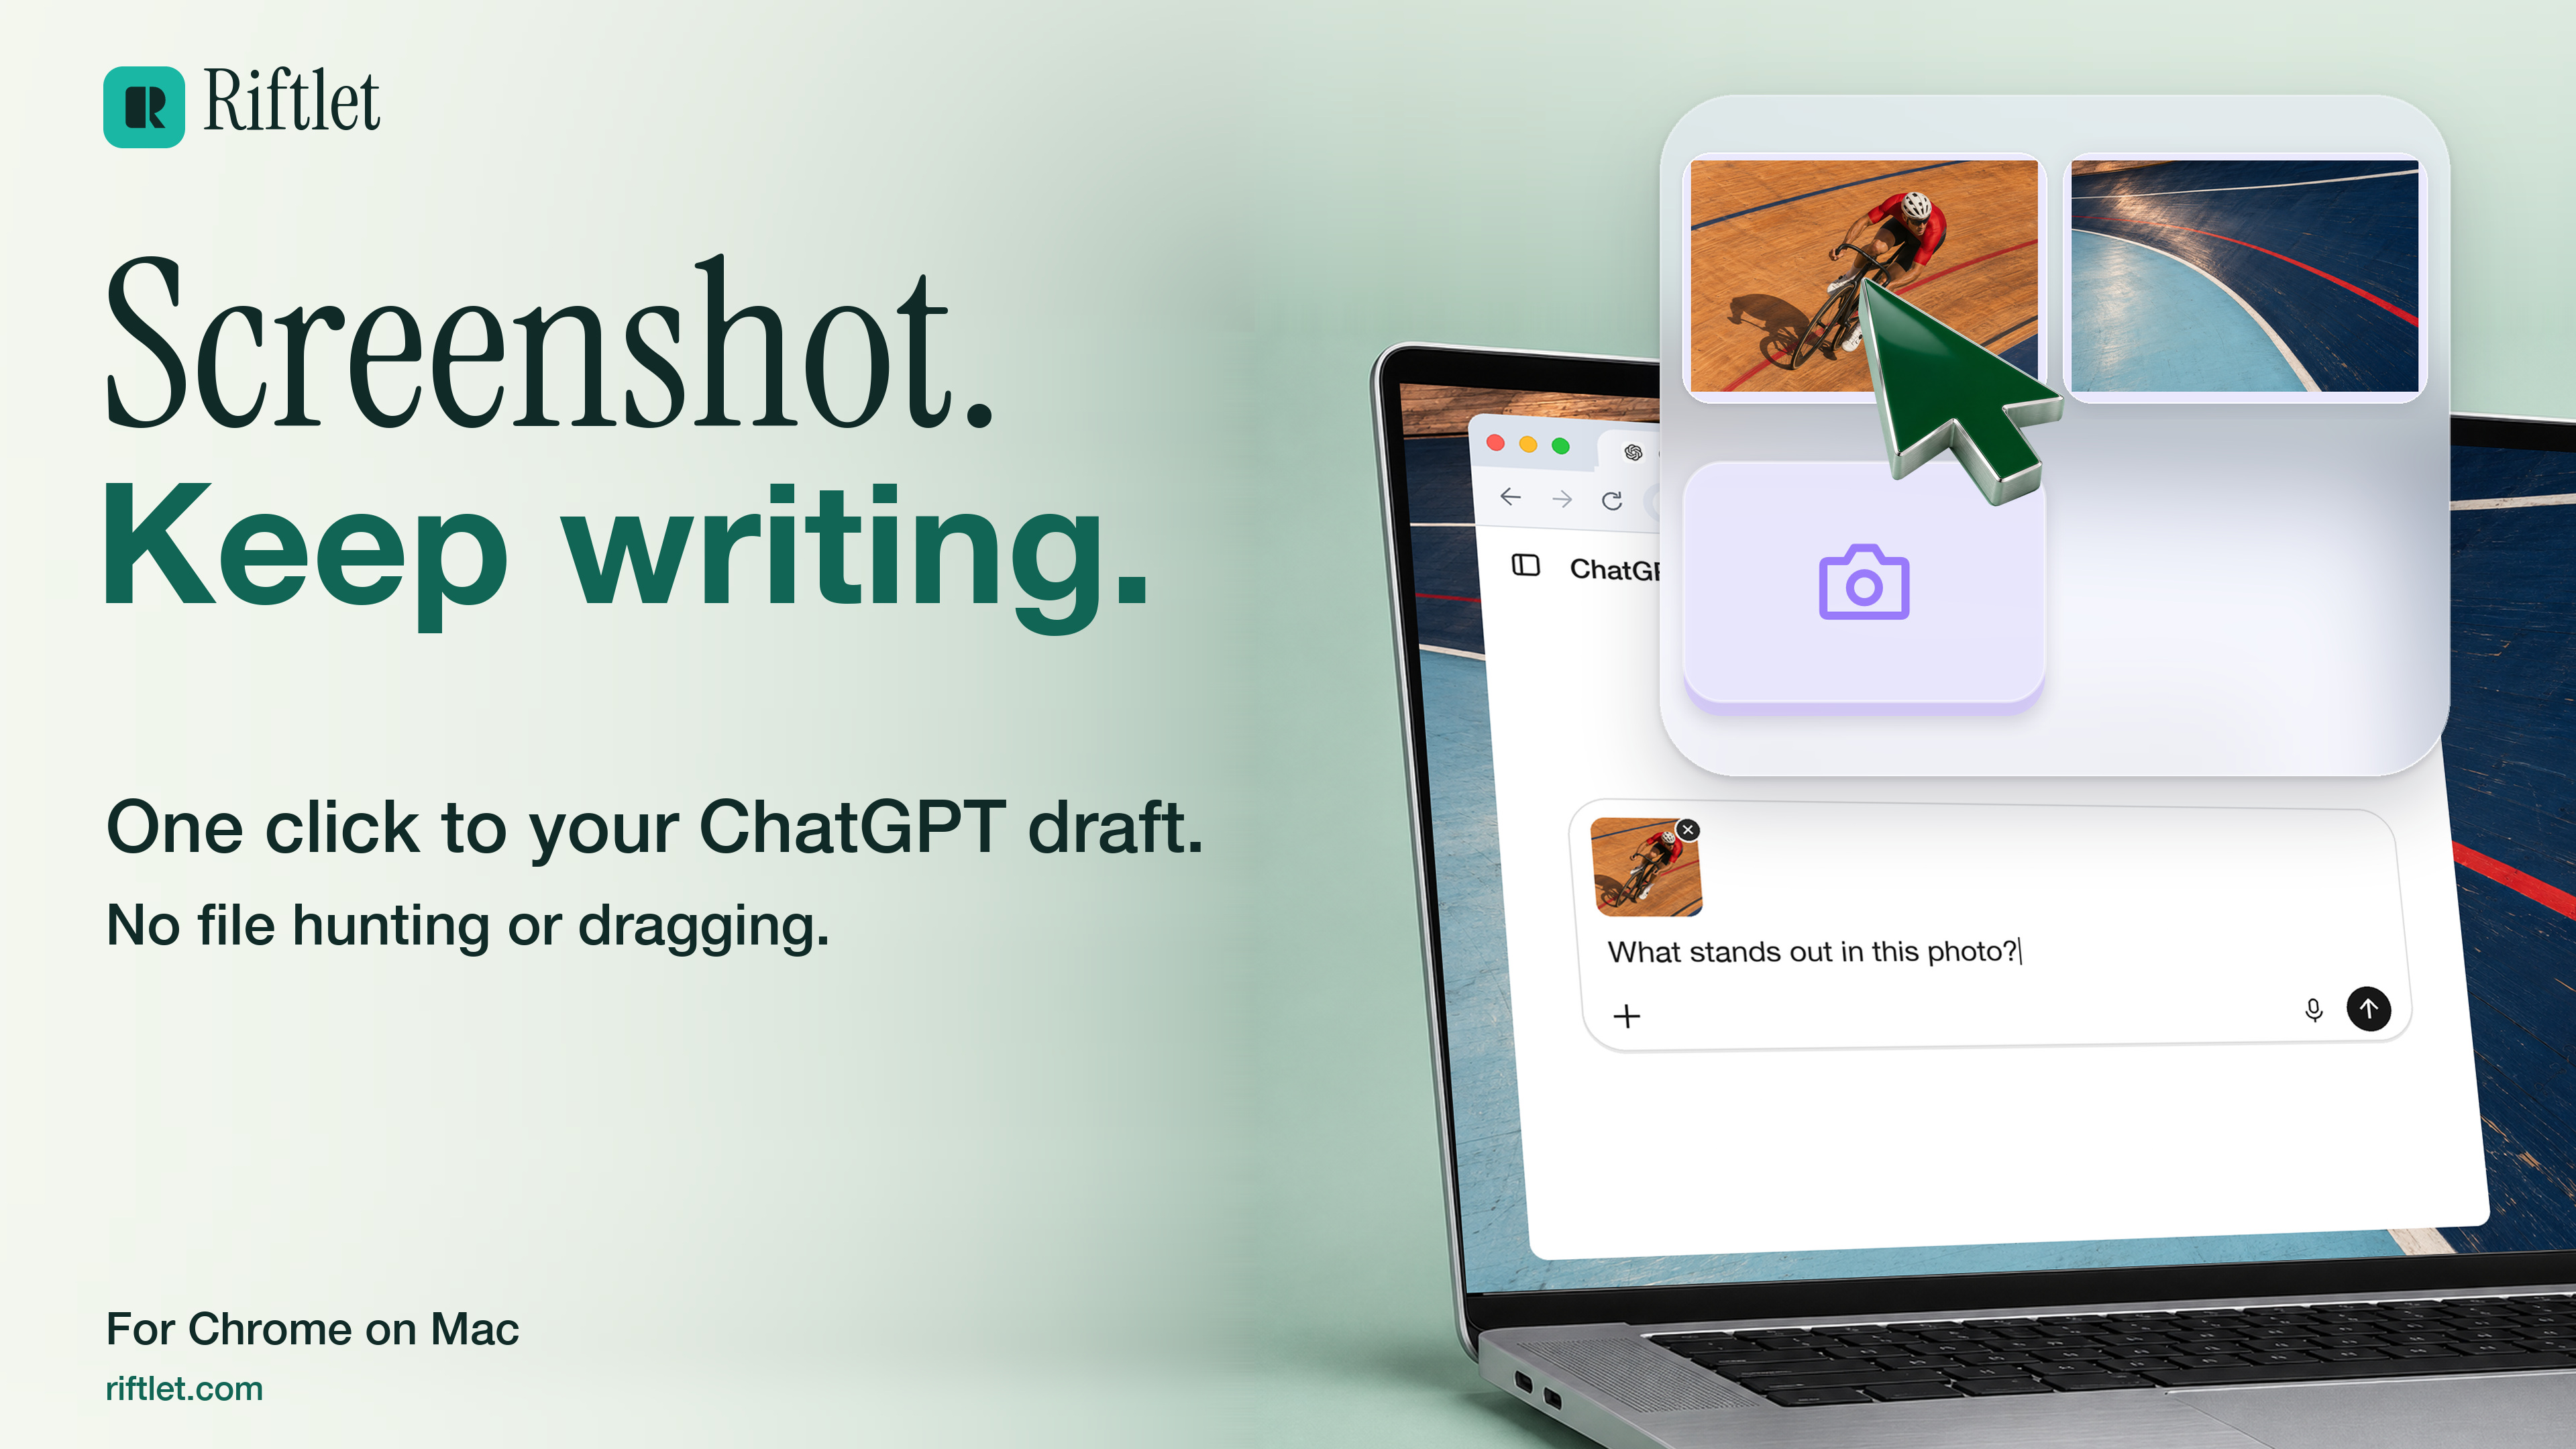 Riftlet
Screenshot.
Keep writing.
One click to your ChatGPT draft.
No file hunting or dragging.
For Chrome on Mac
riftlet.com
ChatGP
What stands out in this photo?